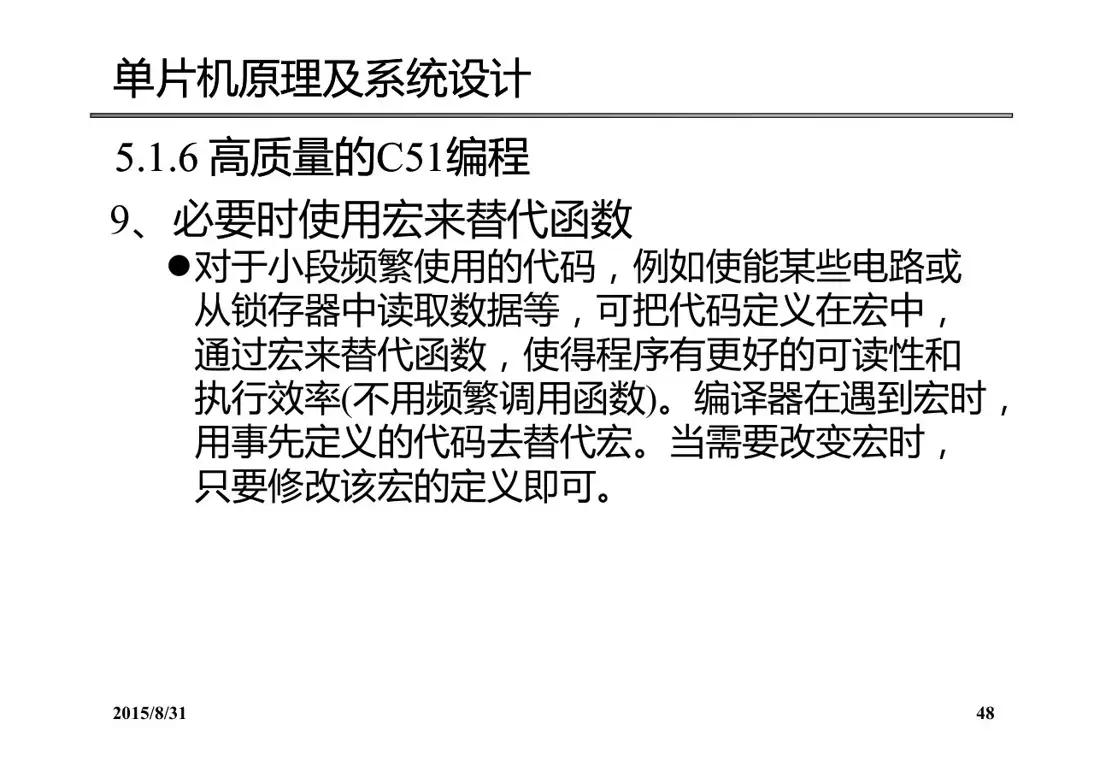 单片机原理及系统设计
5.1.6 高质量的C51编程
9、必要时使用宏来替代函数
●对于小段频繁使用的代码，例如使能某些电路或
从锁存器中读取数据等，可把代码定义在宏中，
通过宏来替代函数，使得程序有更好的可读性和
执行效率(不用频繁调用函数)。编译器在遇到宏时，
用事先定义的代码去替代宏。当需要改变宏时，
只要修改该宏的定义即可。
2015/8/31
48